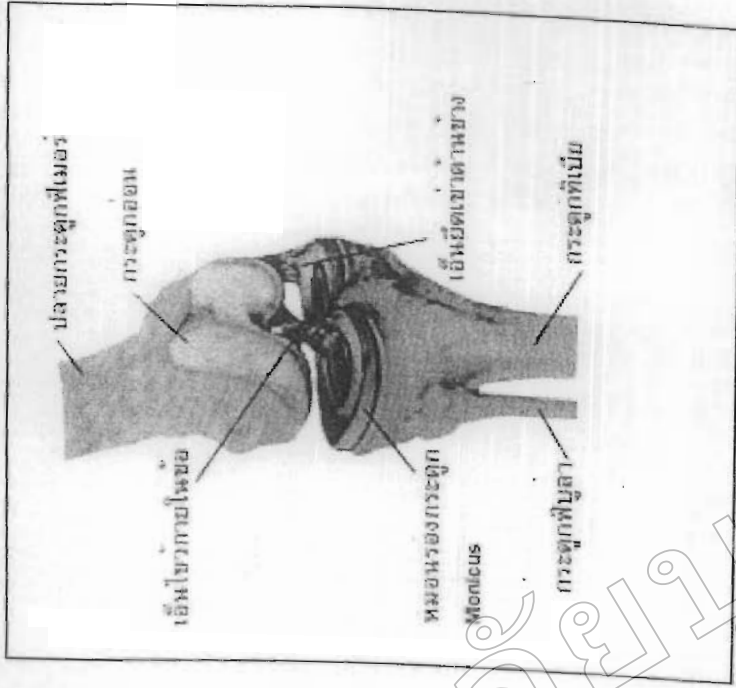 ปลายกระดูกฟีเมอร์
กระดูกอ่อน
เอ็นไขว้ภายในข้อ
เอ็นยึดเข่าด้านข้าง
หมอนรองกระดูก
Monicus
กระดูกฟิบูลา
กระดูกทิเบีย